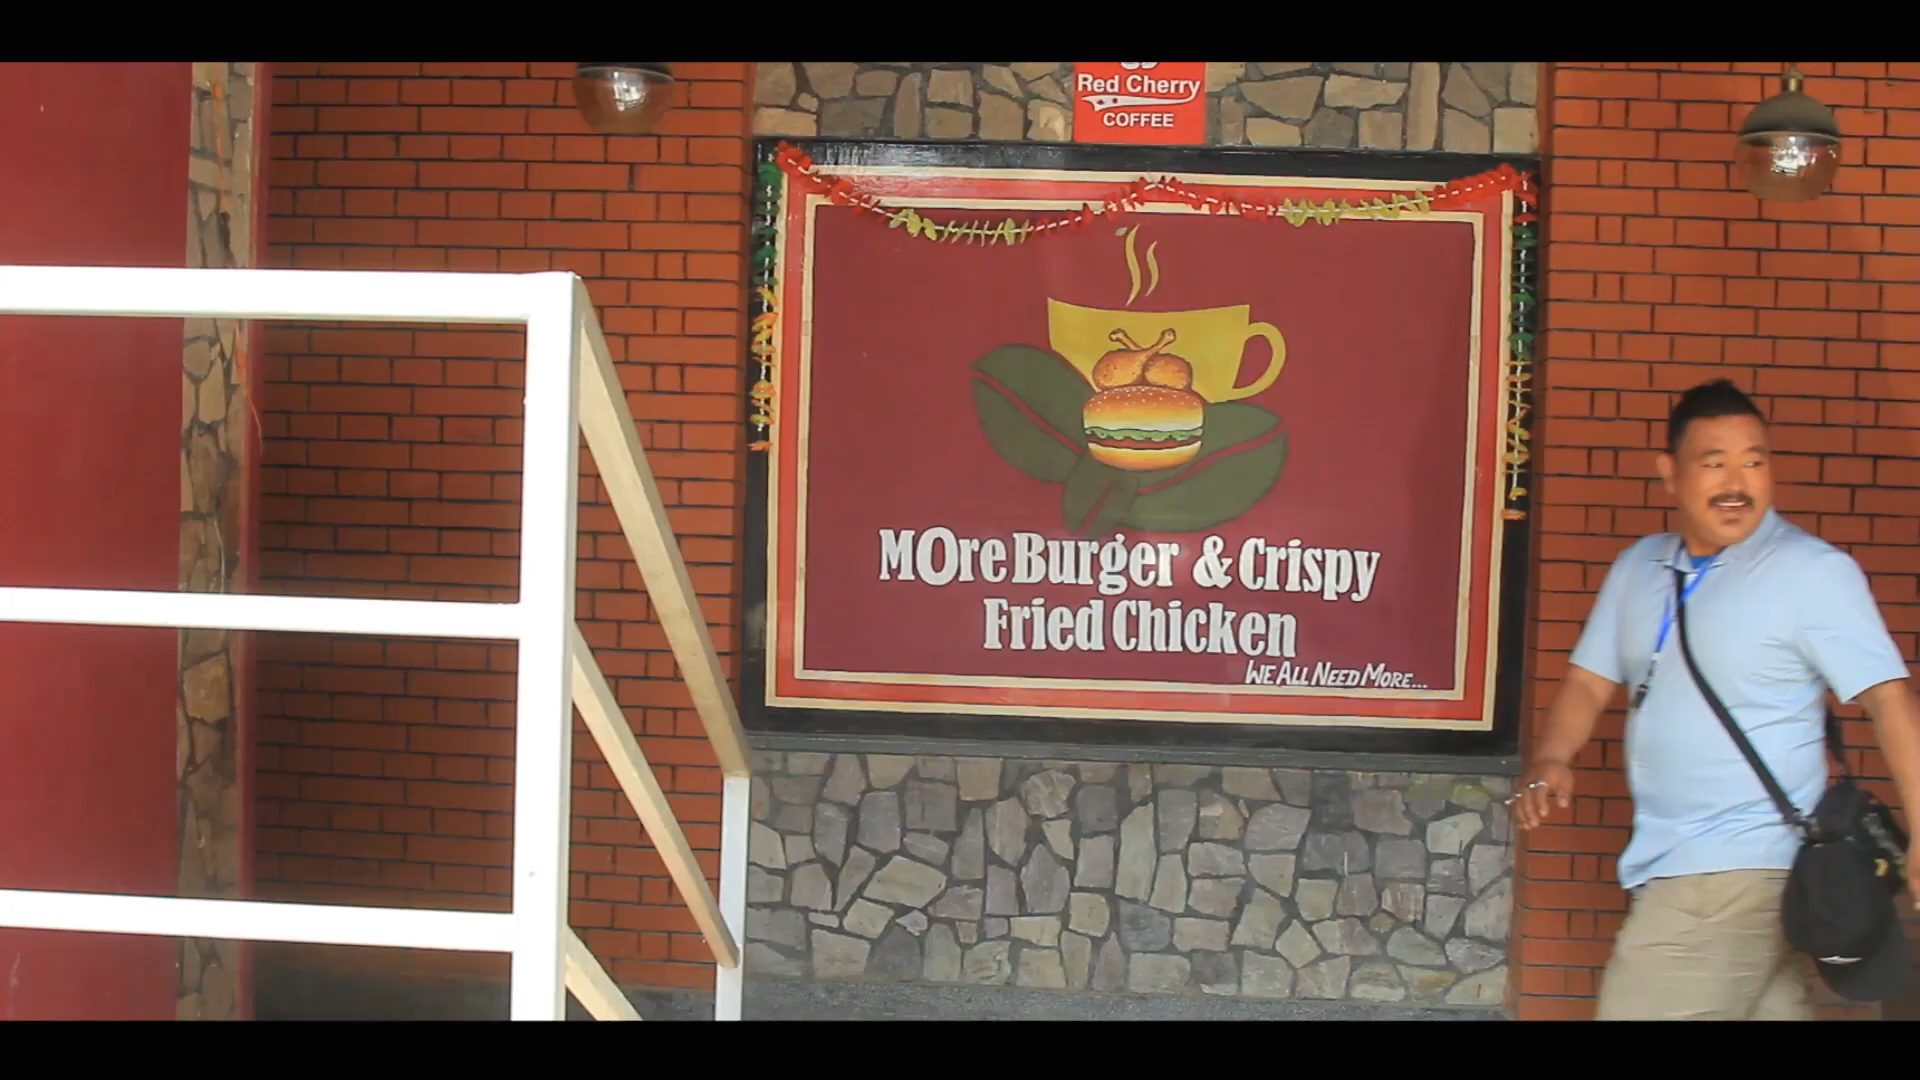 Red Cherry
COFFEE
MOre Burger & Crispy
Fried Chicken
WE ALL NEED MORE...